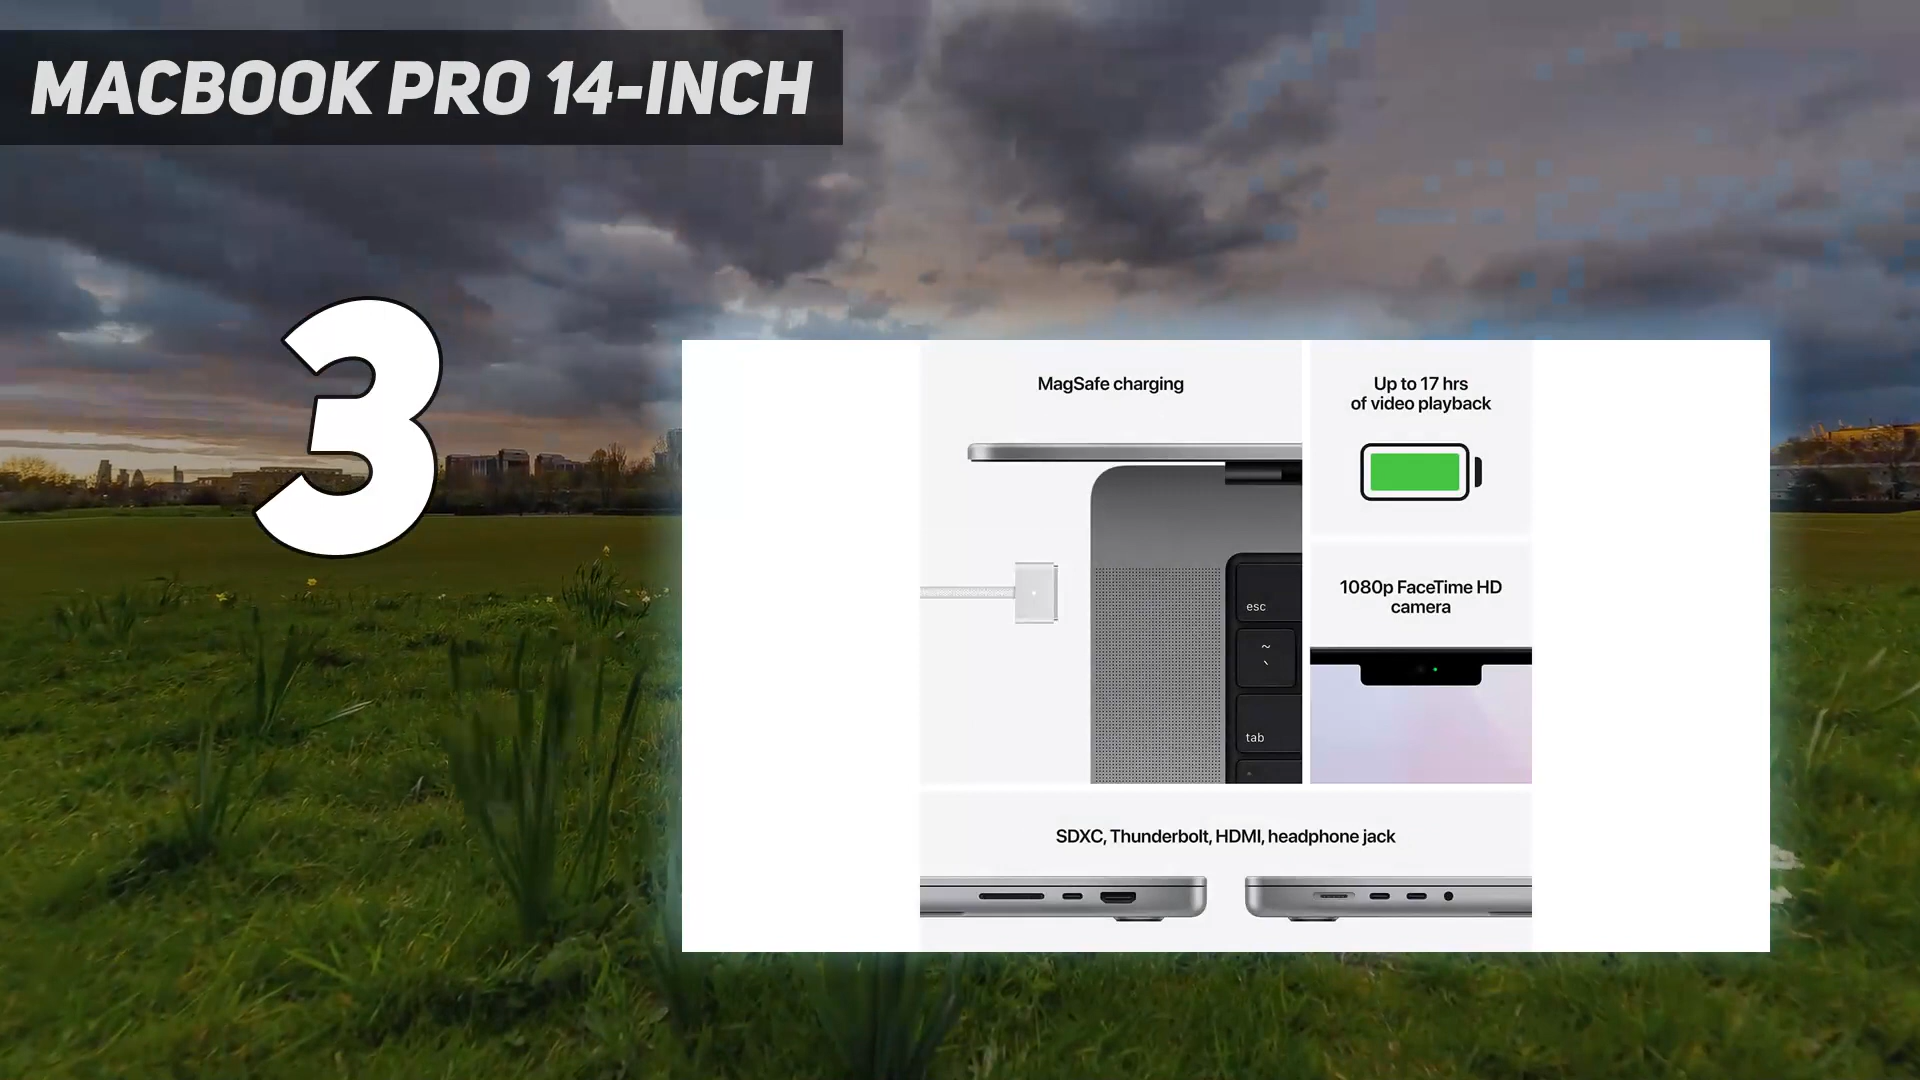 MACBOOK PRO 14-INCH
3
MagSafe charging
Up to 17 hrs
of video playback
esc
~
`
tab
1080p FaceTime HD
camera
SDXC, Thunderbolt, HDMI, headphone jack